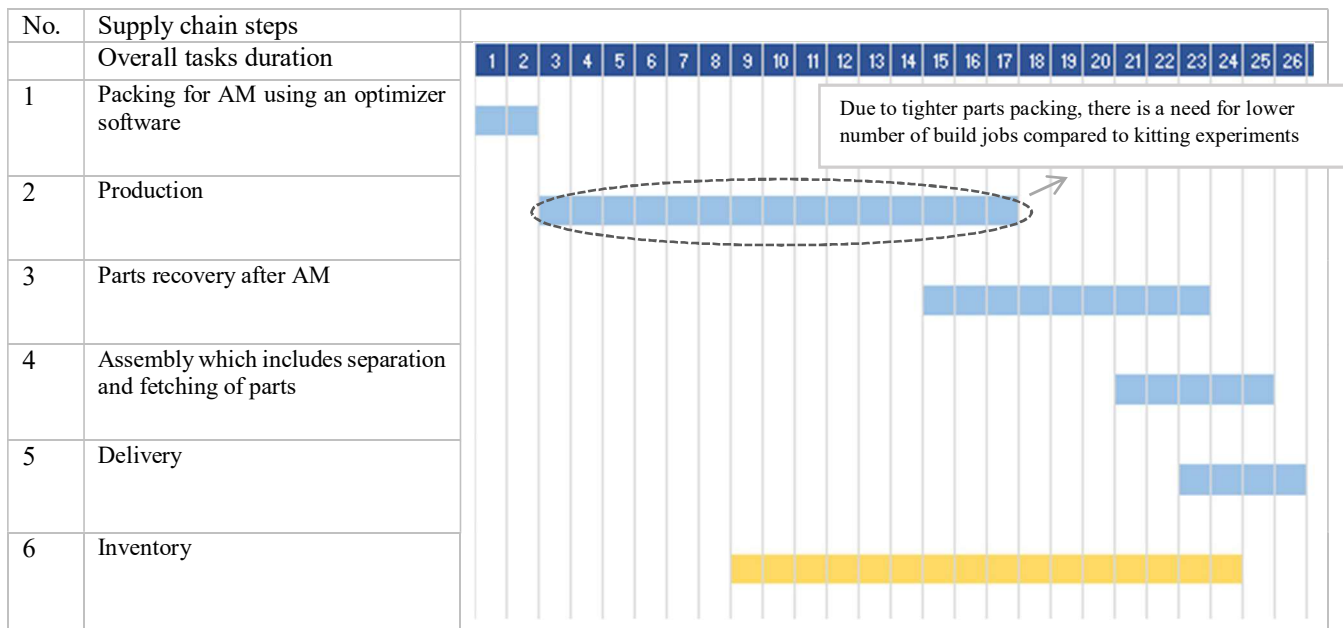 No. Supply chain steps
Overall tasks duration
1 2 3 4 5 6 7 8 9 10 11 12 13 14 15 16 17 18 19 20 21 22 23 24 25 26
1 Packing for AM using an optimizer
software
Due to tighter parts packing, there is a need for lower
number of build jobs compared to kitting experiments
2 Production
3 Parts recovery after AM
4 Assembly which includes separation
and fetching of parts
5 Delivery
6 Inventory